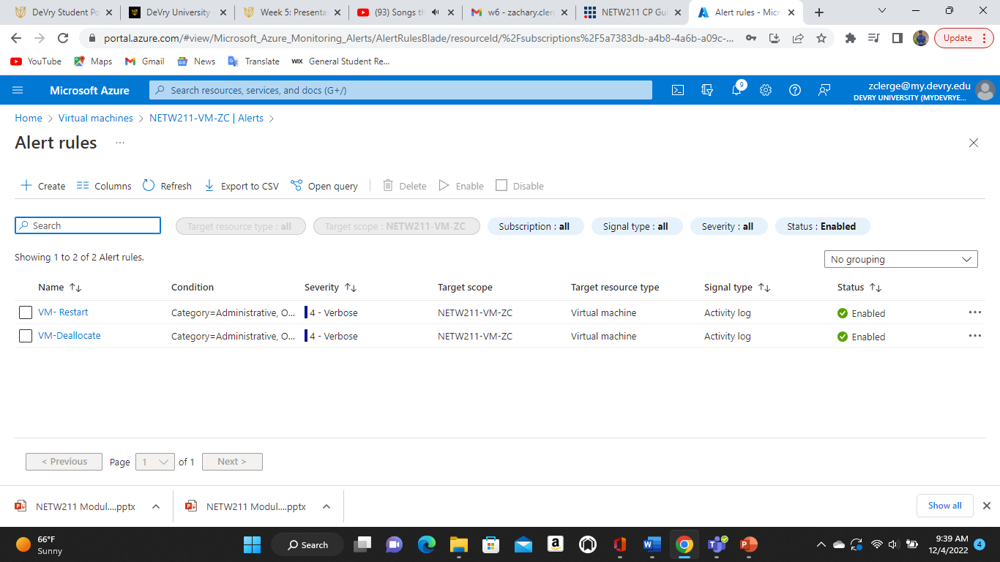 DeVry Student Po
DeVry University
Week 5: Presenta
(93) Songs th
w6 - zachary.cler
NETW211 CP Gu
Alert rules - Micr
portal.azure.com/#view/Microsoft_Azure_Monitoring_Alerts/AlertRulesBlade/resourceId/%2Fsubscriptions%2F5a7383db-a4b8-4a6b-a09c-...
Update
YouTube Maps Gmail News Translate WiX General Student Re...
Microsoft Azure
Search resources, services, and docs (G+/)
9
zclerge@my.devry.edu
DEVRY UNIVERSITY (MYDEVRYE...
Home > Virtual machines > NETW211-VM-ZC | Alerts >
Alert rules ...
Create Columns Refresh Export to CSV Open query Delete Enable Disable
Search Target resource type : all Target scope : NETW211-VM-ZC Subscription : all Signal type : all Severity : all Status : Enabled
Showing 1 to 2 of 2 Alert rules.
No grouping
Name Condition Severity Target scope Target resource type Signal type Status
VM- Restart Category=Administrative, O... 4 - Verbose NETW211-VM-ZC Virtual machine Activity log Enabled
VM-Deallocate Category=Administrative, O... 4 - Verbose NETW211-VM-ZC Virtual machine Activity log Enabled
< Previous Page 1 of 1 Next >
NETW211 Modul....pptx NETW211 Modul....pptx Show all
66°F
Sunny
Search
9:39 AM
12/4/2022
4